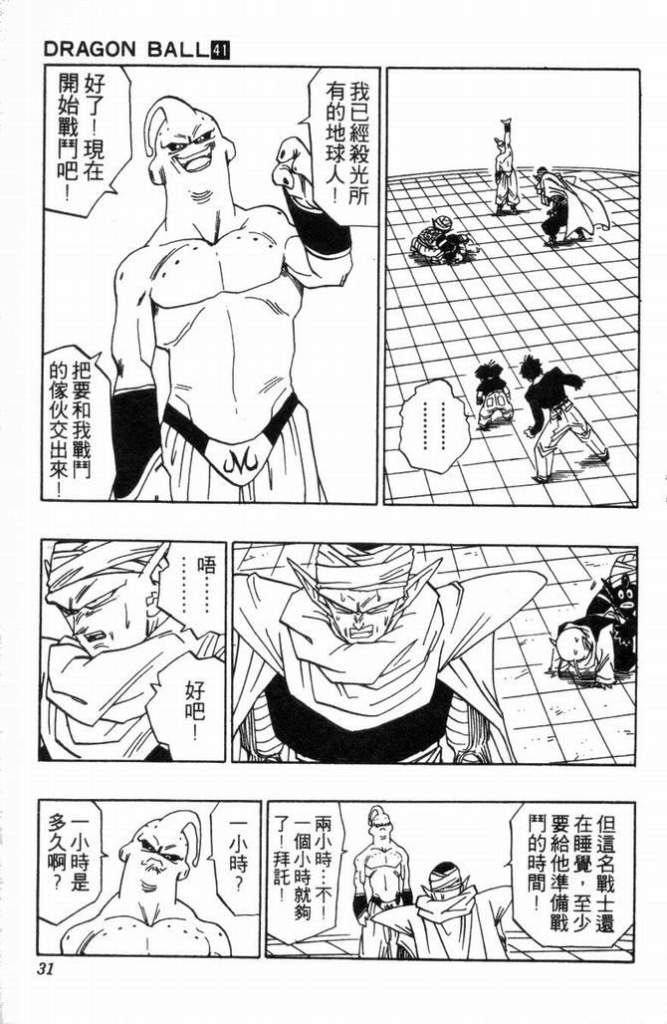 DRAGON BALL 41
……
……
我已經殺光所
有的地球人！
好了！現在
開始戰鬥吧！
把要和我戰鬥
的傢伙交出來！
唔
……
……
好吧！
但這名戰士還
在睡覺，至少
要給他準備戰
鬥的時間！
兩小時…不！
一個小時就夠
了！拜託！
一小時？
一小時是
多久啊？
31